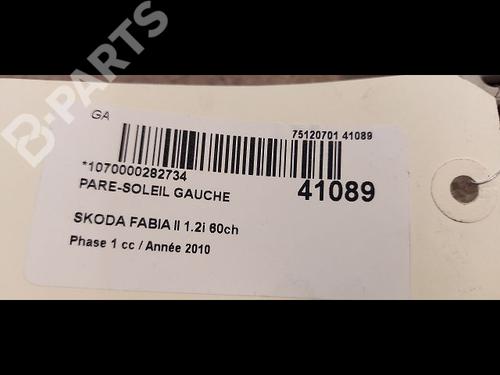 B-PARTS
GA
75120701 41089
*1070000282734
PARE-SOLEIL GAUCHE
41089
SKODA FABIA II 1.2i 60ch
Phase 1 cc / Année 2010